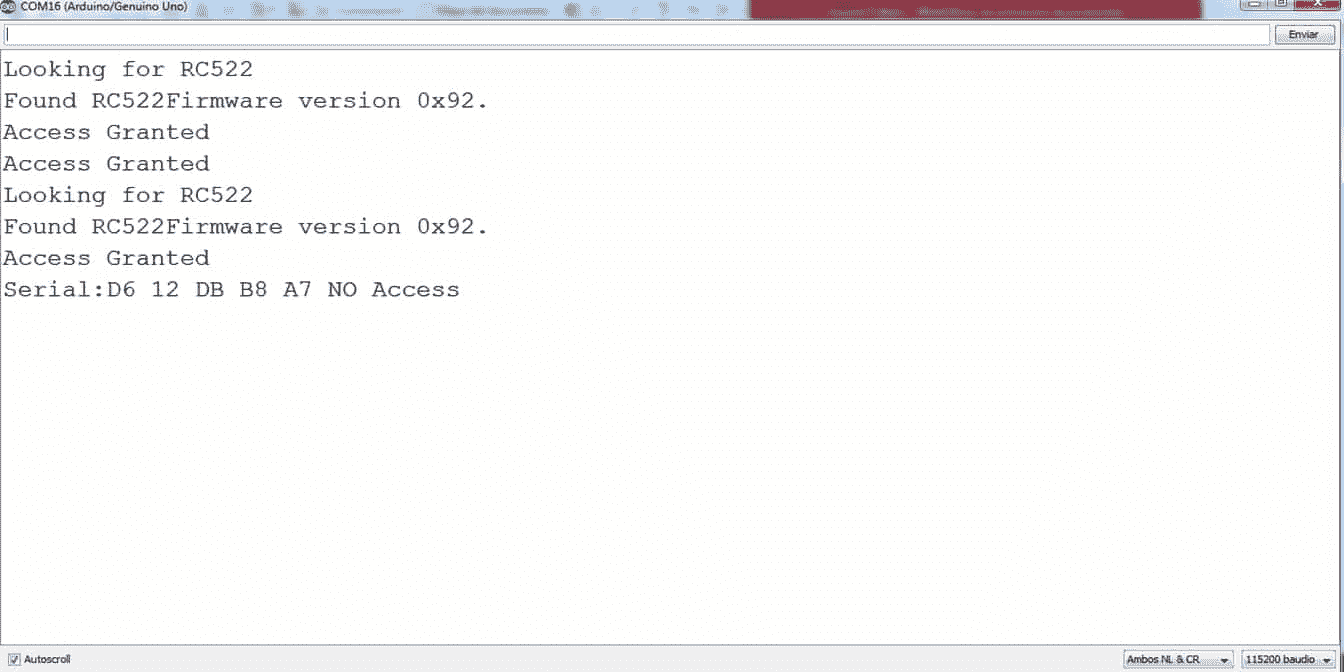 COM16 (Arduino/Genuino Uno)
Enviar
Looking for RC522
Found RC522Firmware version 0x92.
Access Granted
Access Granted
Looking for RC522
Found RC522Firmware version 0x92.
Access Granted
Serial:D6 12 DB B8 A7 NO Access
Autoscroll
Ambos NL & CR
115200 baudio